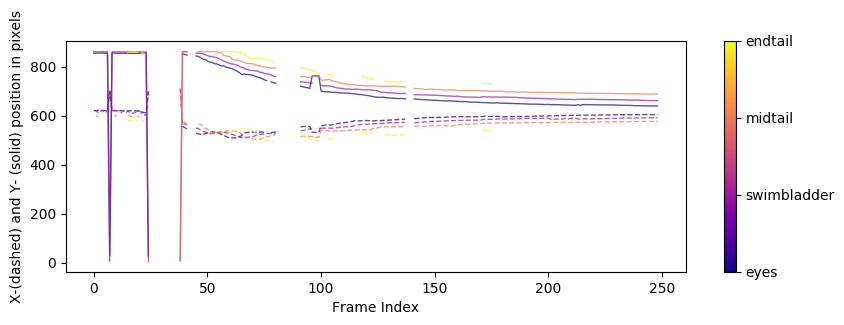 X-(dashed) and Y- (solid) position in pixels
800
600
400
200
0
0 50 100 150 200 250
Frame Index
endtail
midtail
swimbladder
eyes